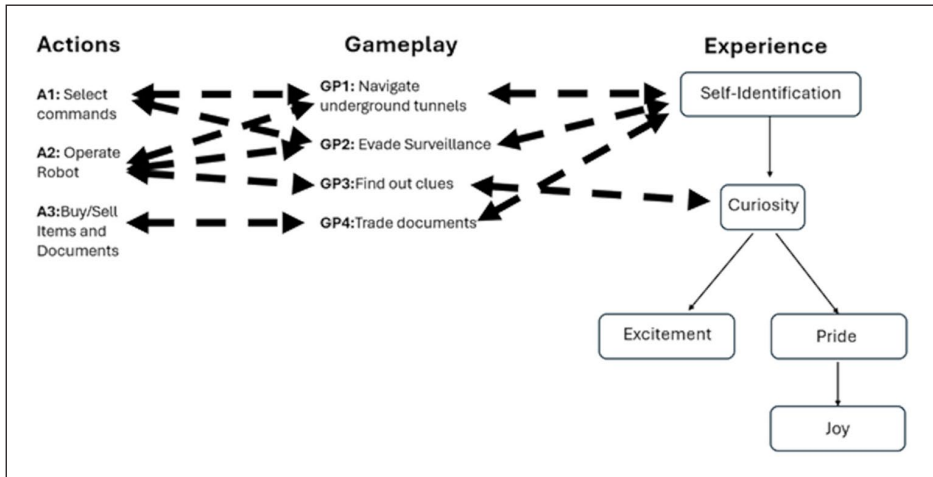 Actions
Gameplay
Experience
A1: Select
commands
A2: Operate
Robot
A3:Buy/Sell
Items and
Documents
GP1: Navigate
underground tunnels
GP2: Evade Surveillance
GP3:Find out clues
GP4:Trade documents
Self-Identification
Curiosity
Excitement
Pride
Joy